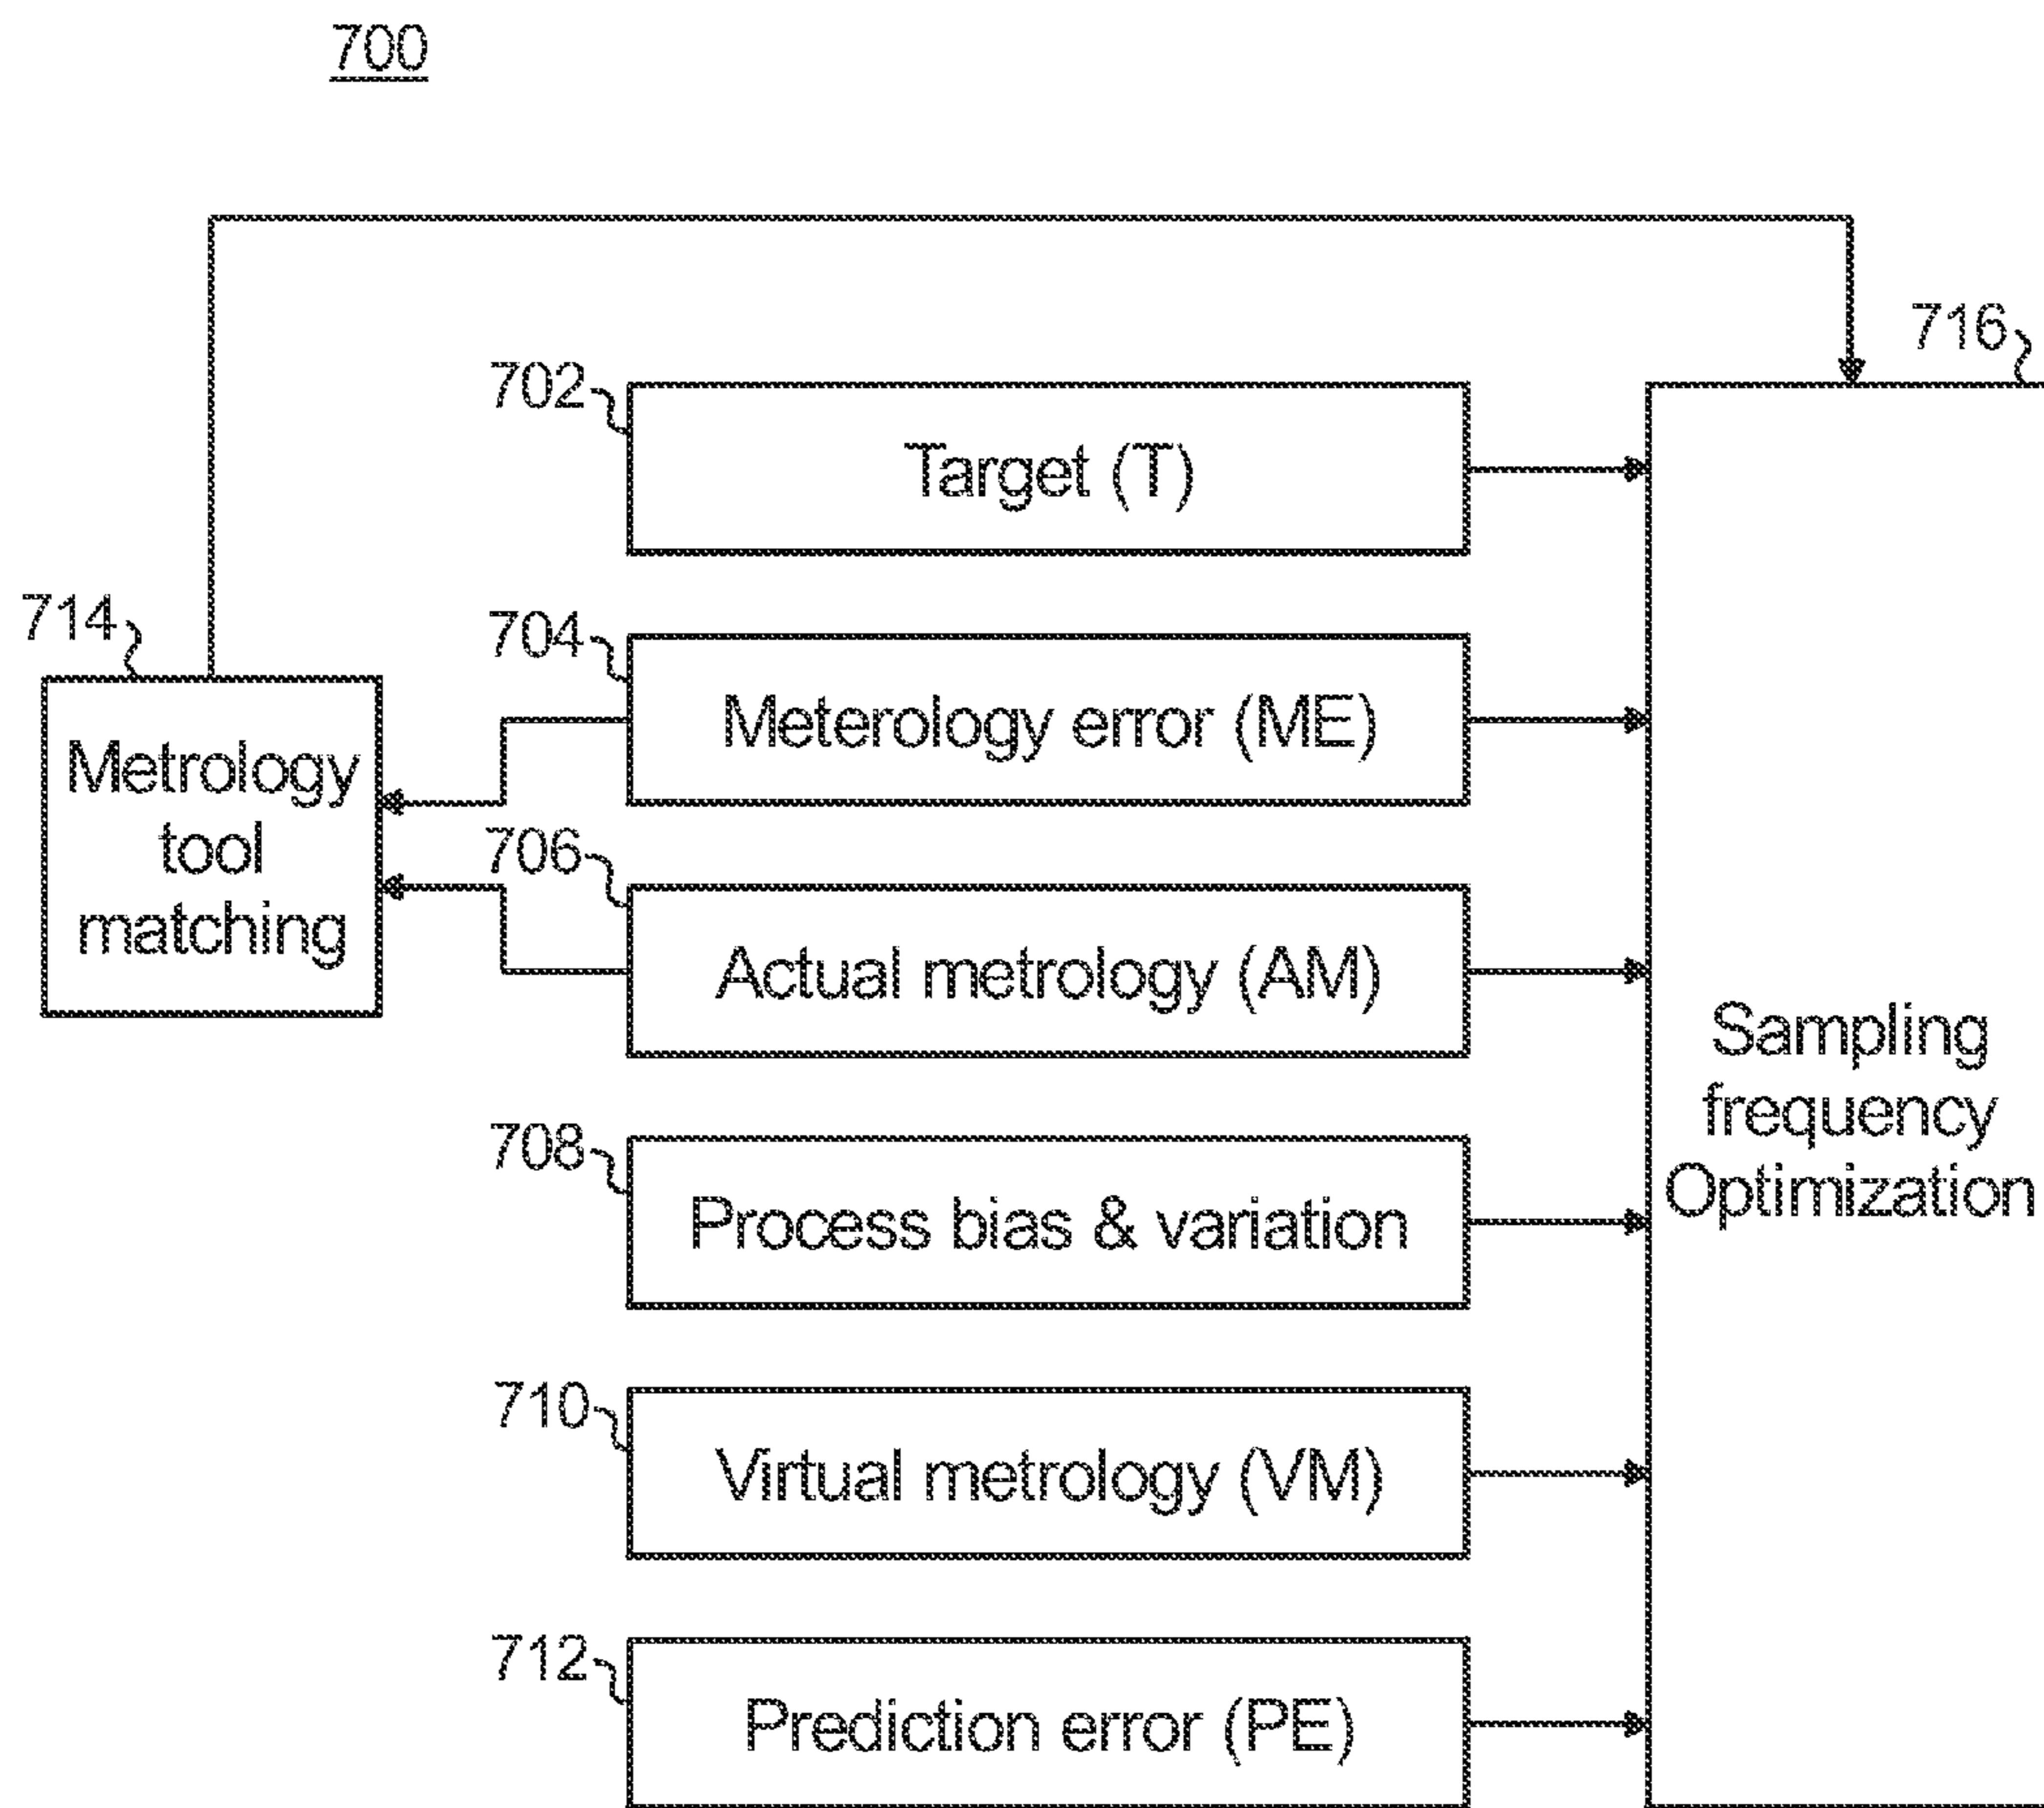 700
716
702
Target (T)
714
704
Meterology error (ME)
Metrology
tool
matching
706
Actual metrology (AM)
Sampling
frequency
Optimization
708
Process bias & variation
710
Virtual metrology (VM)
712
Prediction error (PE)